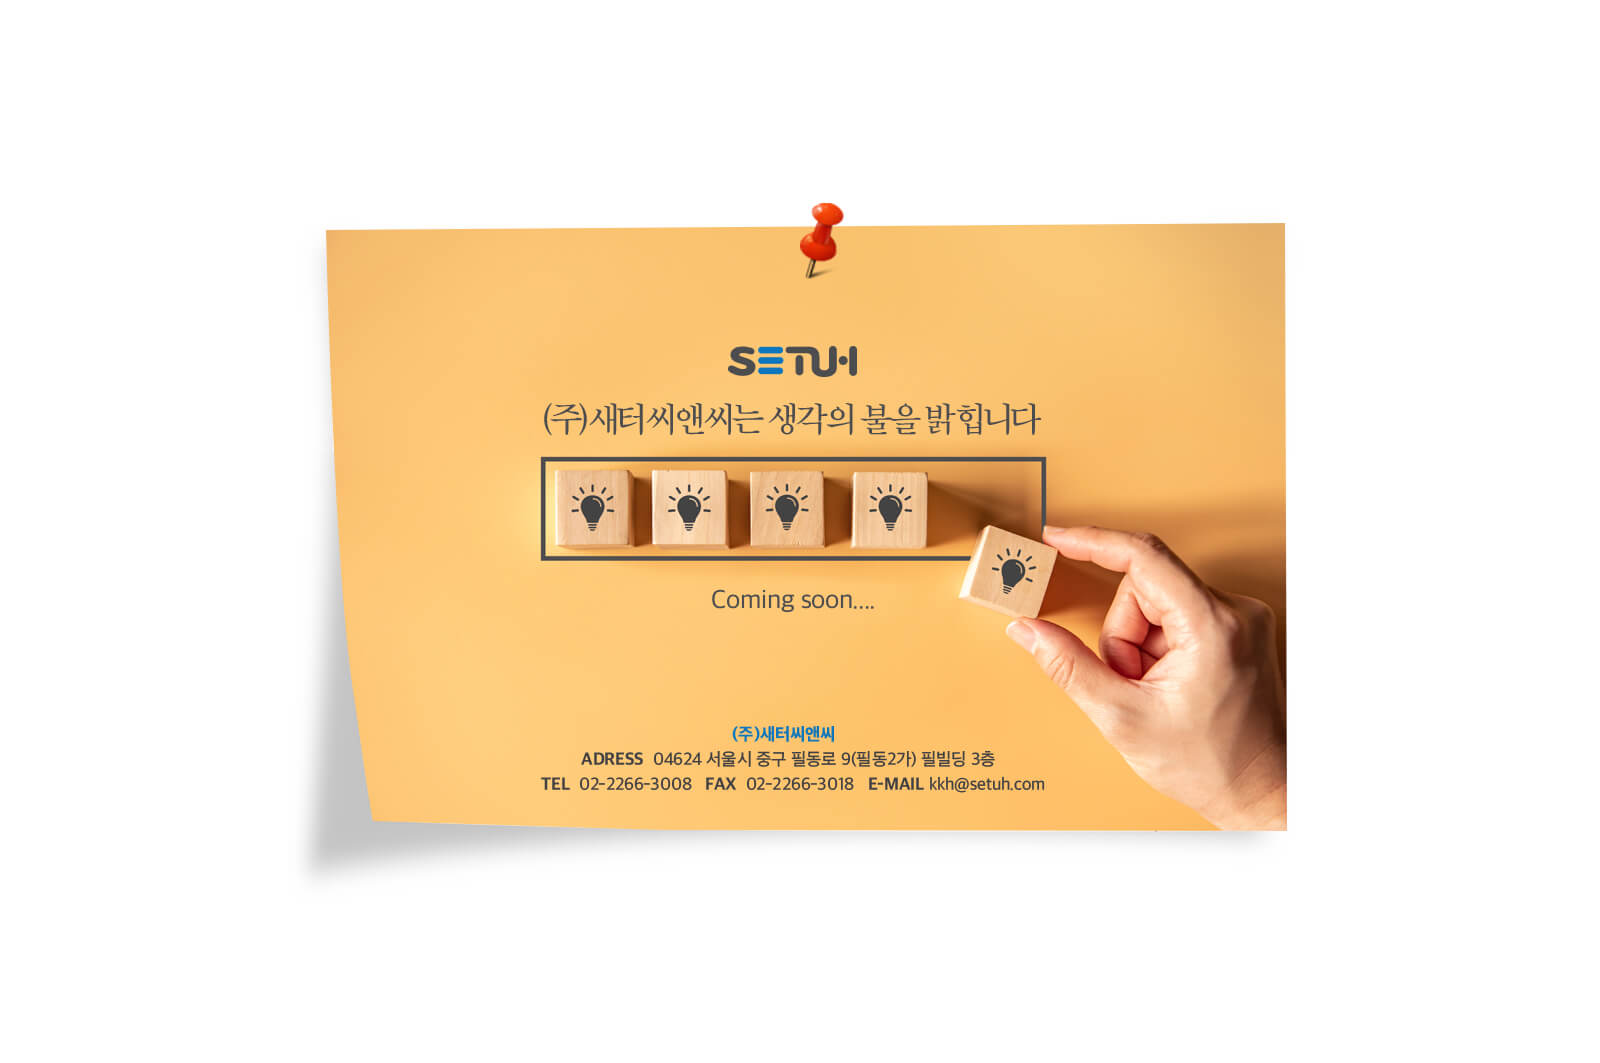 SETUH
(주)새터씨앤씨는 생각의 불을 밝힙니다
Coming soon....
(주)새터씨앤씨
ADRESS 04624 서울시 중구 필동로 9(필동2가) 필빌딩 3층
TEL 02-2266-3008 FAX 02-2266-3018 E-MAIL kkh@setuh.com